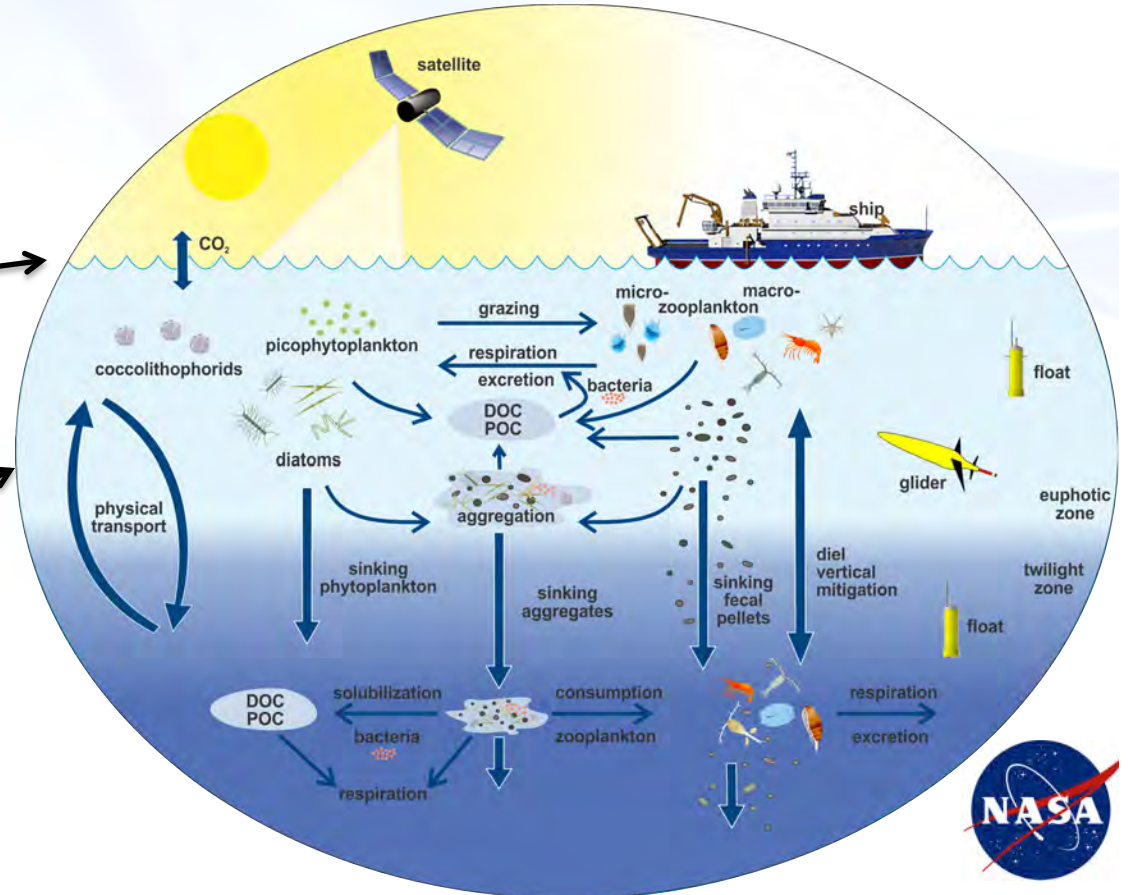 satellite
ship
CO₂
micro-
macro-
zooplankton
grazing
picophytoplankton
respiration
coccolithophorids
excretion
bacteria
float
DOC
POC
diatoms
glider
euphotic
zone
physical
transport
aggregation
diel
vertical
mitigation
twilight
zone
sinking
phytoplankton
sinking
aggregates
sinking
fecal
pellets
float
DOC
POC
solubilization
consumption
respiration
bacteria
zooplankton
excretion
respiration
NASA